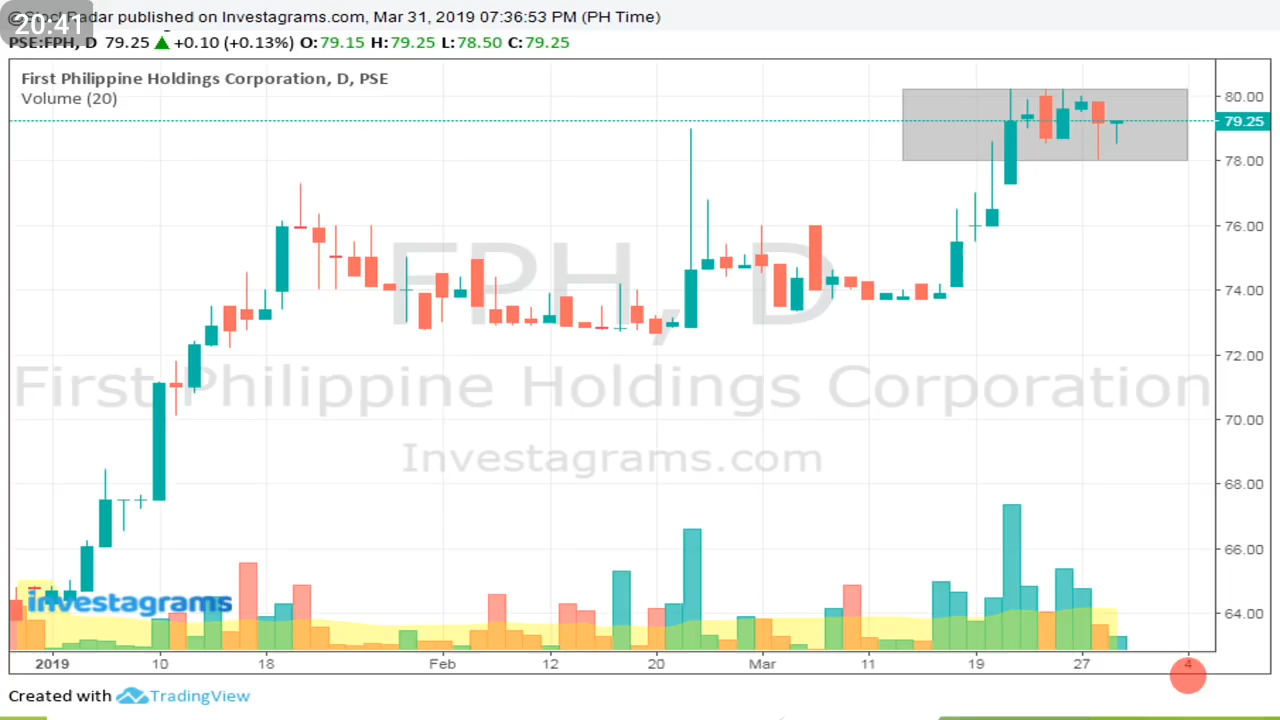 20:41
Radar published on Investagrams.com, Mar 31, 2019 07:36:53 PM (PH Time)
PSE:FPH, D 79.25 ▲ +0.10 (+0.13%) O:79.15 H:79.25 L:78.50 C:79.25
First Philippine Holdings Corporation, D, PSE
Volume (20)
80.00
79.25
78.00
76.00
74.00
72.00
70.00
68.00
66.00
64.00
FPH, D
First Philippine Holdings Corporation
Investagrams.com
investagrams
2019 10 18 Feb 12 20 Mar 11 19 27 4
Created with TradingView